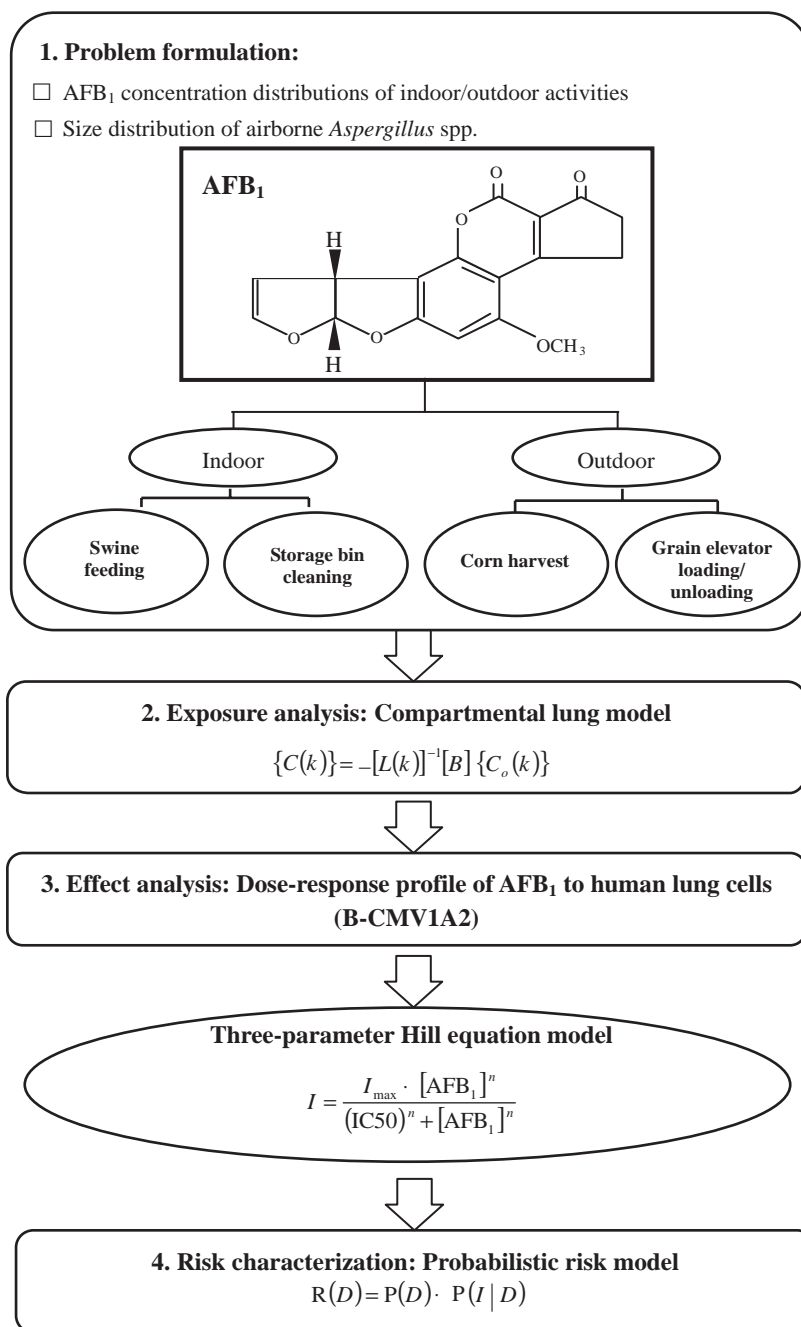 1. Problem formulation:
☐ AFB₁ concentration distributions of indoor/outdoor activities
☐ Size distribution of airborne Aspergillus spp.
AFB₁
O
O
O
H
O
O
H
OCH₃
Indoor
Outdoor
Swine
feeding
Storage bin
cleaning
Corn harvest
Grain elevator
loading/
unloading
2. Exposure analysis: Compartmental lung model
{C(k)}= –[L(k)]⁻¹[B] {Cₒ(k)}
3. Effect analysis: Dose-response profile of AFB₁ to human lung cells
(B-CMV1A2)
Three-parameter Hill equation model
I = (I_max · [AFB₁]ⁿ) / ((IC50)ⁿ + [AFB₁]ⁿ)
4. Risk characterization: Probabilistic risk model
R(D) = P(D) · P(I | D)